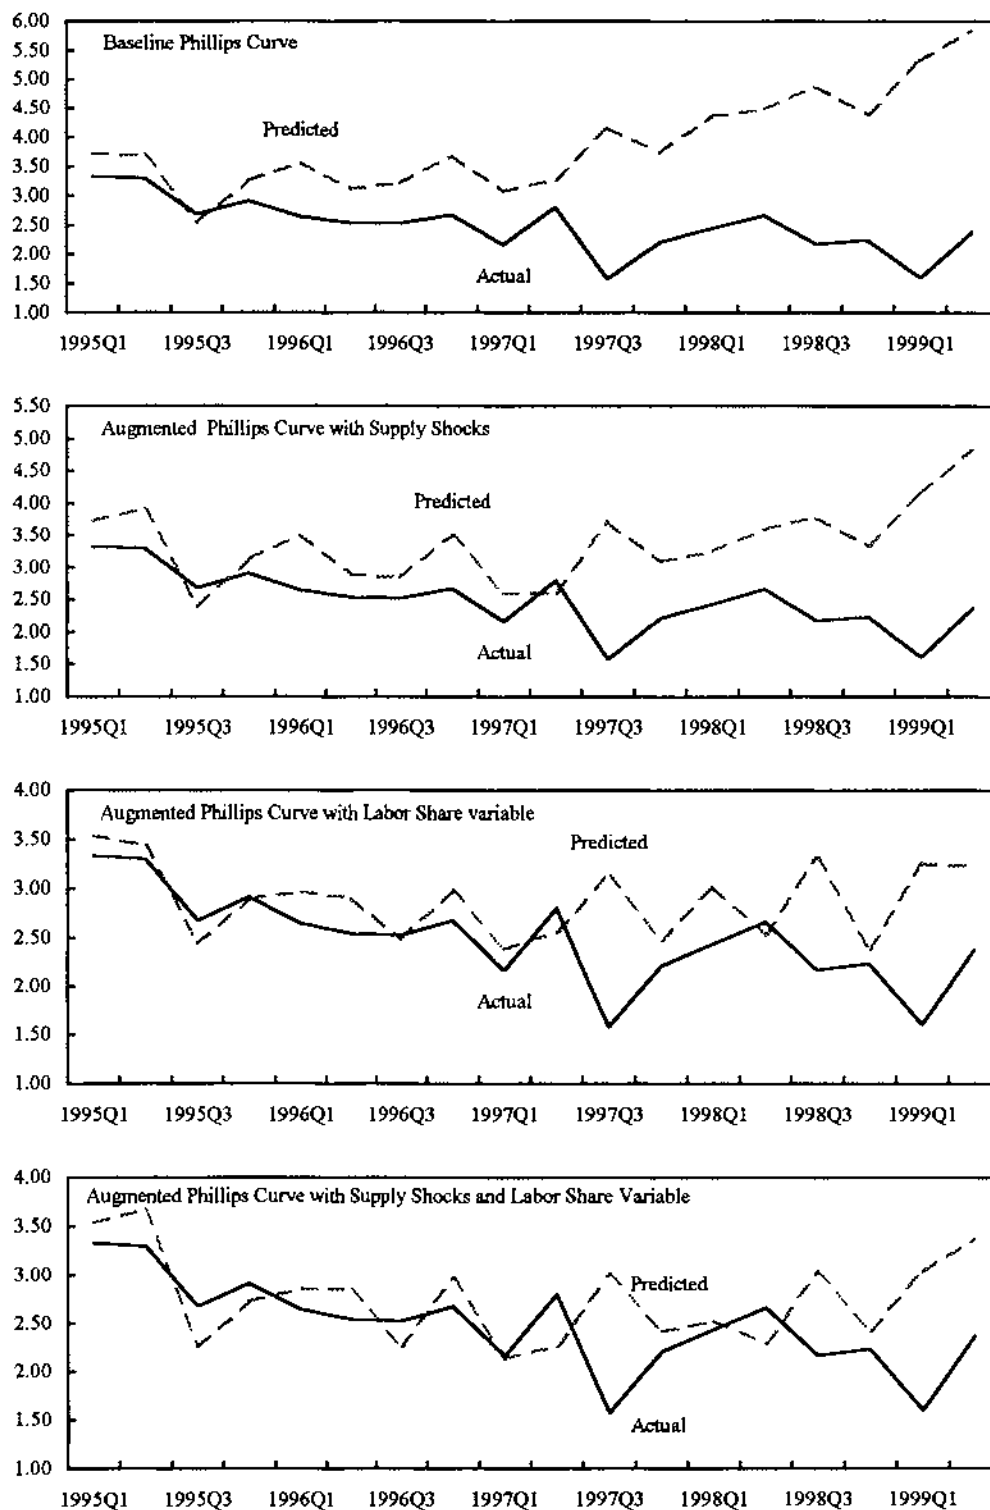 6.00
Baseline Phillips Curve
5.50
5.00
4.50
Predicted
4.00
3.50
3.00
2.50
2.00
Actual
1.50
1.00
1995Q1 1995Q3 1996Q1 1996Q3 1997Q1 1997Q3 1998Q1 1998Q3 1999Q1
5.50
Augmented Phillips Curve with Supply Shocks
5.00
4.50
Predicted
4.00
3.50
3.00
2.50
2.00
Actual
1.50
1.00
1995Q1 1995Q3 1996Q1 1996Q3 1997Q1 1997Q3 1998Q1 1998Q3 1999Q1
4.00
Augmented Phillips Curve with Labor Share variable
3.50
Predicted
3.00
2.50
2.00
Actual
1.50
1.00
1995Q1 1995Q3 1996Q1 1996Q3 1997Q1 1997Q3 1998Q1 1998Q3 1999Q1
4.00
Augmented Phillips Curve with Supply Shocks and Labor Share Variable
3.50
3.00
Predicted
2.50
2.00
1.50
Actual
1.00
1995Q1 1995Q3 1996Q1 1996Q3 1997Q1 1997Q3 1998Q1 1998Q3 1999Q1